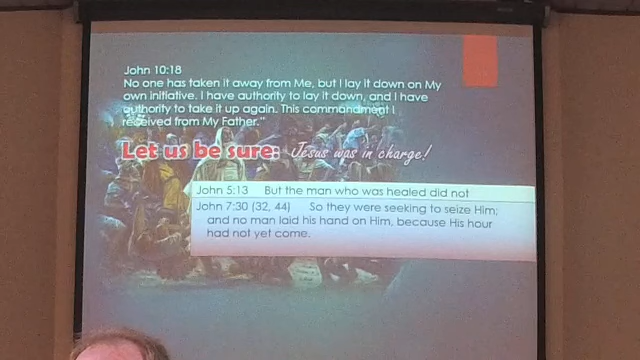 John 10:18
No one has taken it away from Me, but I lay it down on My
own initiative. I have authority to lay it down, and I have
authority to take it up again. This commandment I
received from My Father."
Let us be sure: Jesus was in charge!
John 5:13 But the man who was healed did not
John 7:30 (32, 44) So they were seeking to seize Him;
and no man laid his hand on Him, because His hour
had not yet come.